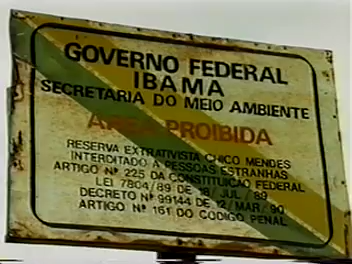 GOVERNO FEDERAL
IBAMA
SECRETARIA DO MEIO AMBIENTE
AREA PROIBIDA
RESERVA EXTRATIVISTA CHICO MENDES
INTERDITADO A PESSOAS ESTRANHAS
ARTIGO Nº 225 DA CONSTITUICAO FEDERAL
LEI 7804/89 DE 18/JUL/89
DECRETO Nº 99144 DE 12/MAR/90
ARTIGO Nº 161 DO CODIGO PENAL